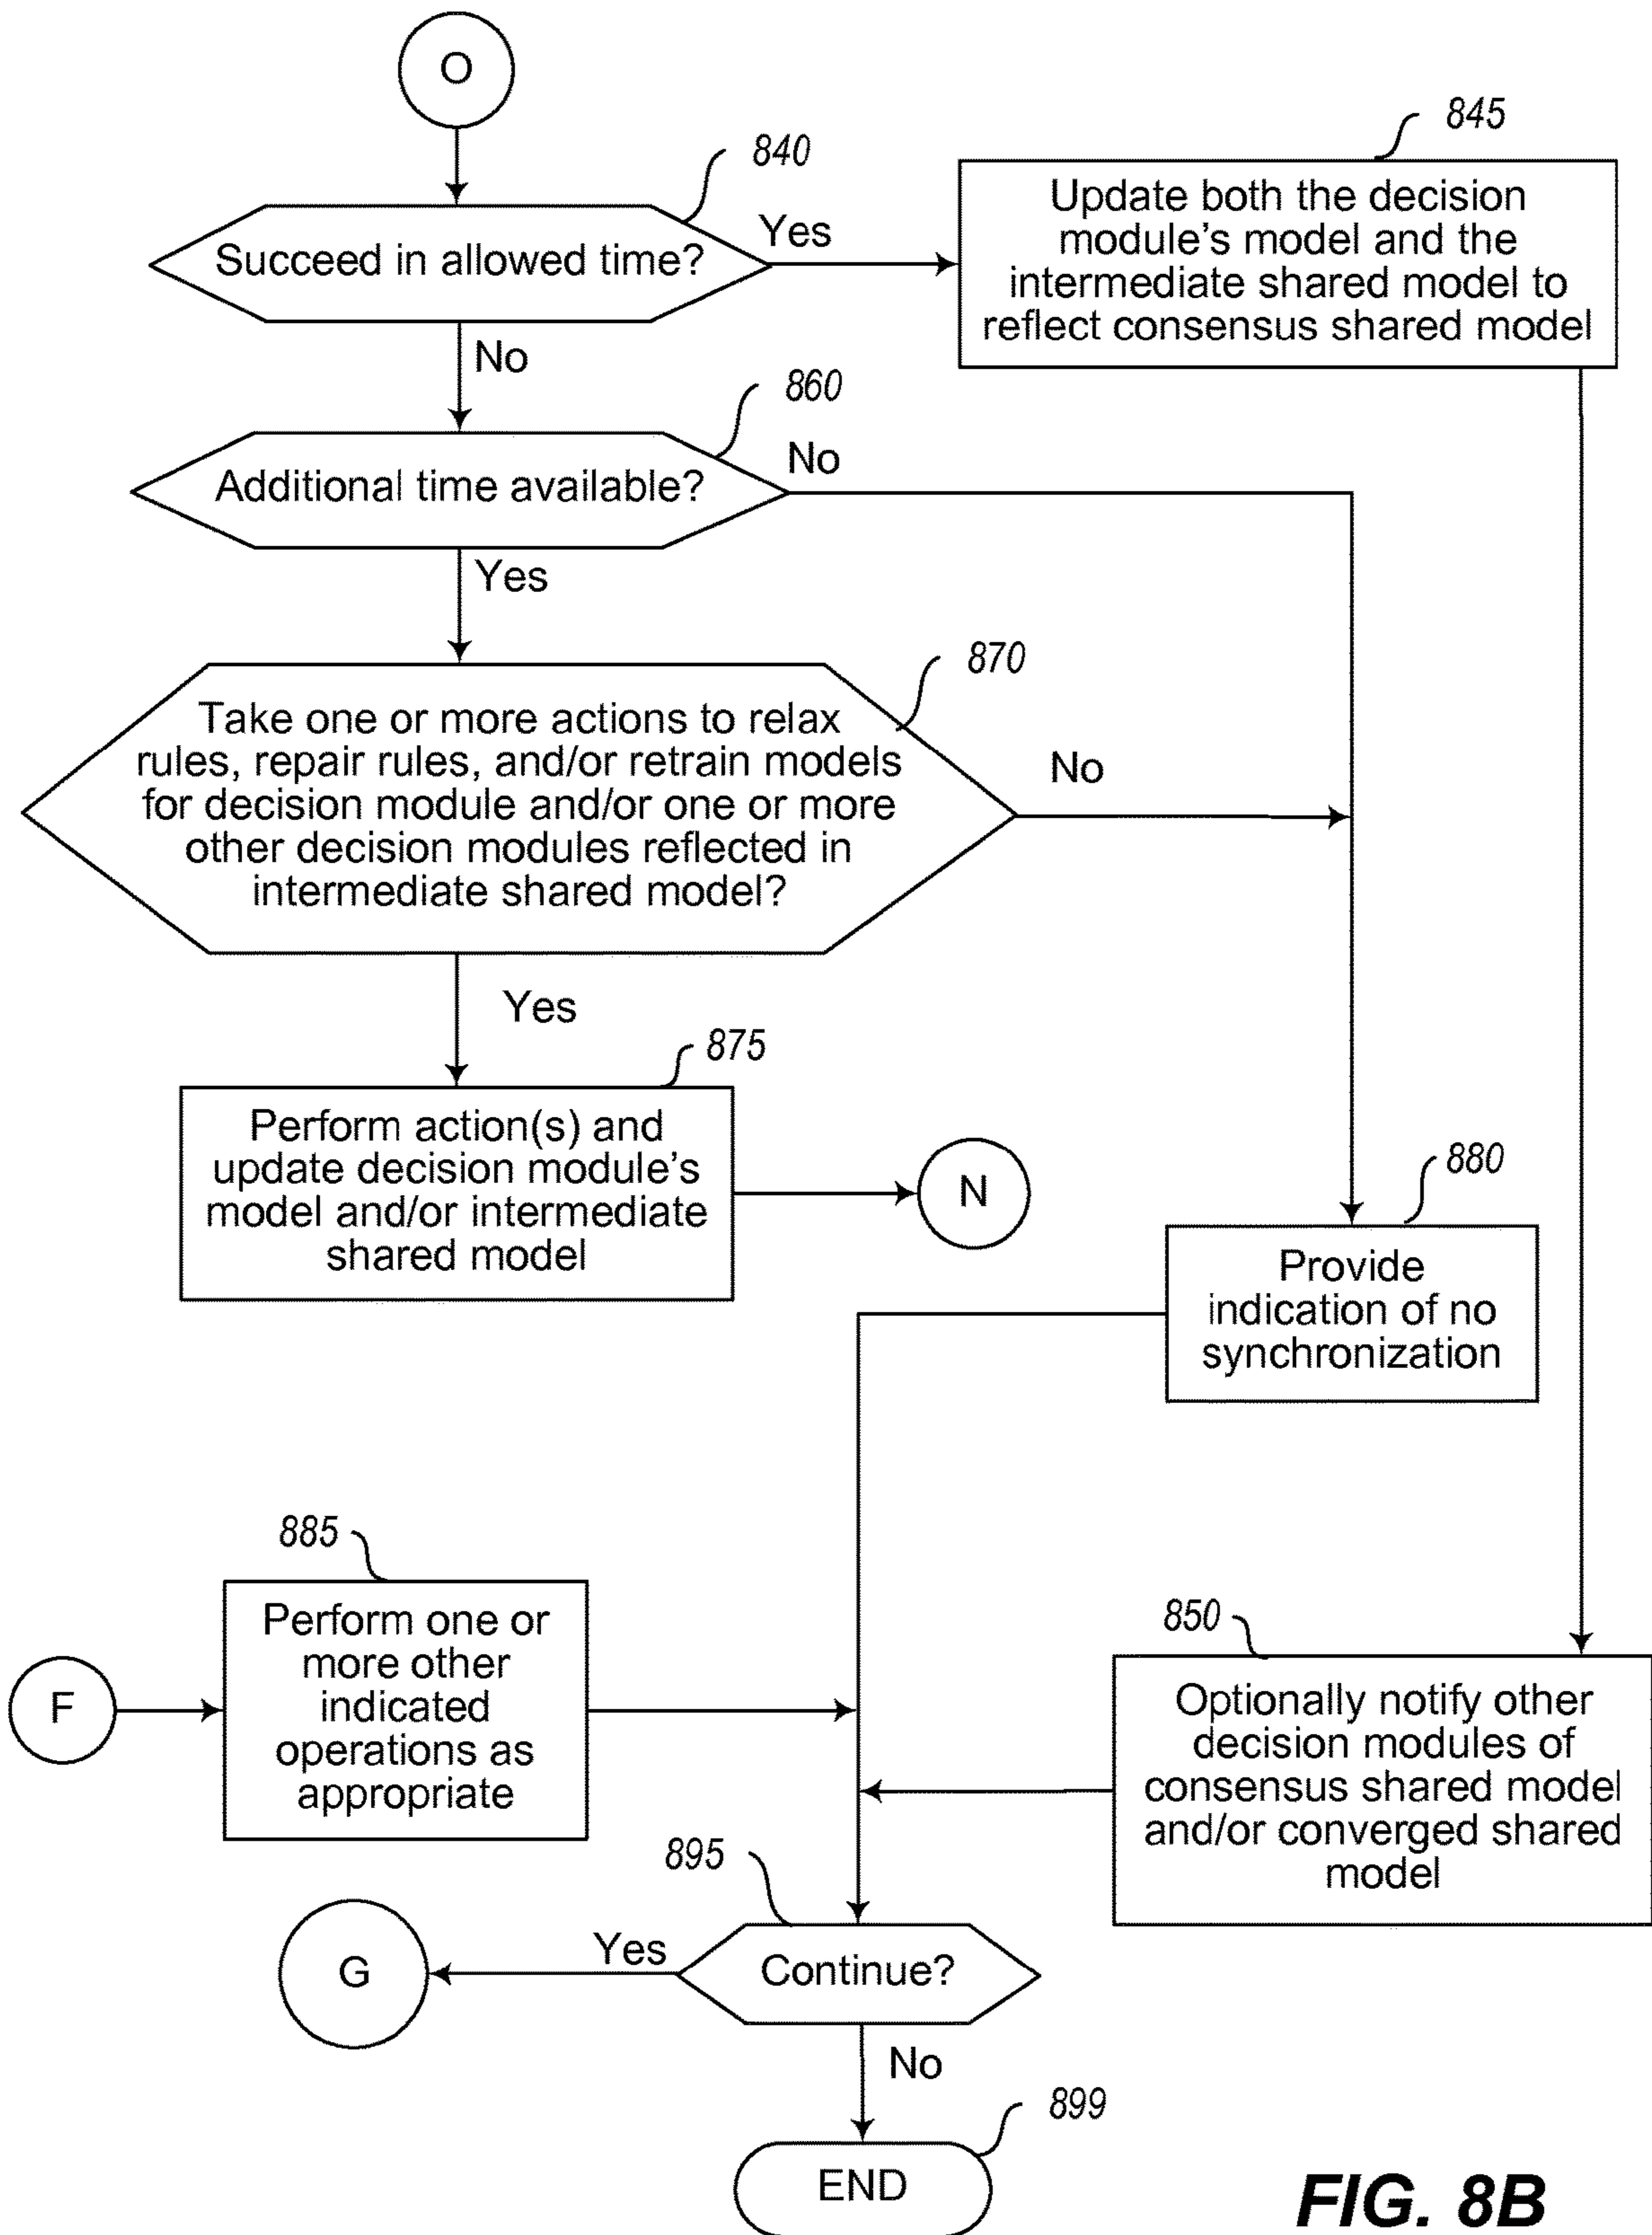 O
840
Succeed in allowed time?
Yes
845
Update both the decision
module's model and the
intermediate shared model to
reflect consensus shared model
No
860
Additional time available?
No
Yes
870
Take one or more actions to relax
rules, repair rules, and/or retrain models
for decision module and/or one or more
other decision modules reflected in
intermediate shared model?
No
Yes
875
Perform action(s) and
update decision module's
model and/or intermediate
shared model
N
880
Provide
indication of no
synchronization
885
F
Perform one or
more other
indicated
operations as
appropriate
850
Optionally notify other
decision modules of
consensus shared model
and/or converged shared
model
895
G
Yes
Continue?
No
899
END
FIG. 8B